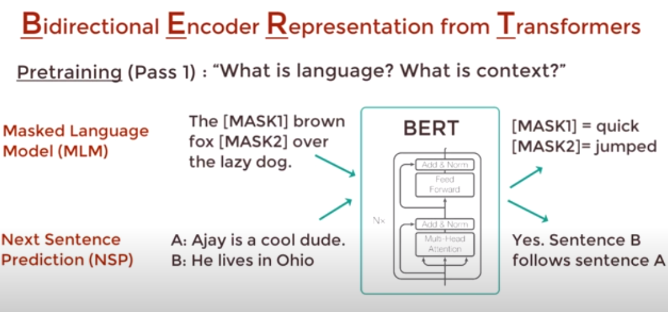 Bidirectional Encoder Representation from Transformers
Pretraining (Pass 1) : “What is language? What is context?”
Masked Language
Model (MLM)
The [MASK1] brown
fox [MASK2] over
the lazy dog.
BERT
Add & Norm
Feed
Forward
Nx
Add & Norm
Multi-Head
Attention
[MASK1] = quick
[MASK2]= jumped
Next Sentence
Prediction (NSP)
A: Ajay is a cool dude.
B: He lives in Ohio
Yes. Sentence B
follows sentence A